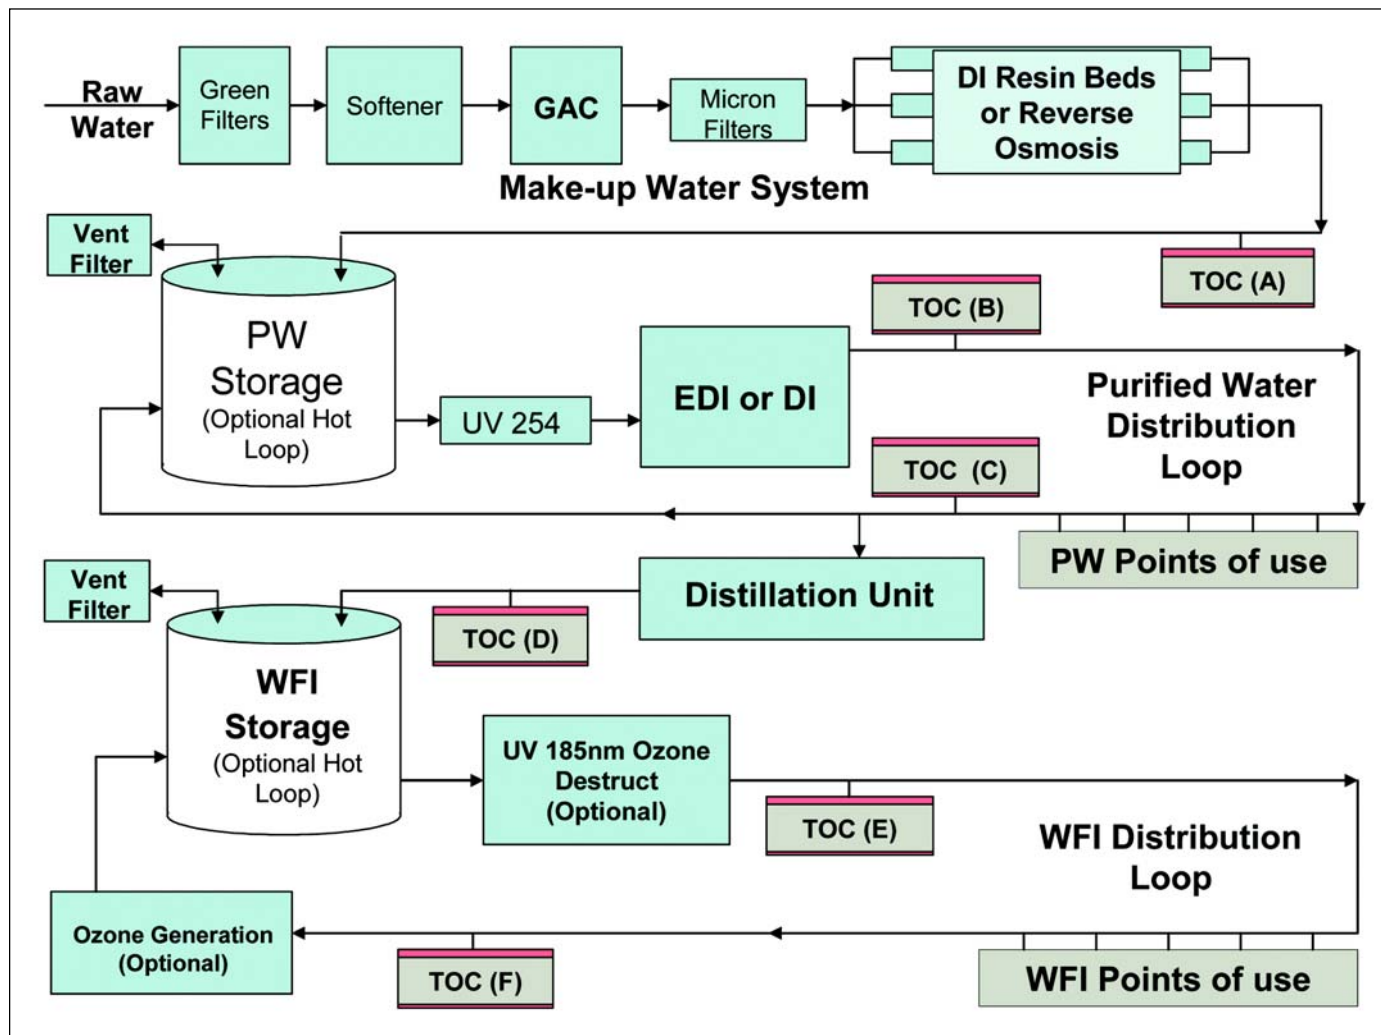 Raw
Water
Green
Filters
Softener
GAC
Micron
Filters
DI Resin Beds
or Reverse
Osmosis
Make-up Water System
Vent
Filter
TOC (A)
PW
Storage
(Optional Hot
Loop)
UV 254
EDI or DI
TOC (B)
Purified Water
Distribution
Loop
TOC (C)
PW Points of use
Vent
Filter
Distillation Unit
TOC (D)
WFI
Storage
(Optional Hot
Loop)
UV 185nm Ozone
Destruct
(Optional)
TOC (E)
WFI Distribution
Loop
Ozone Generation
(Optional)
TOC (F)
WFI Points of use